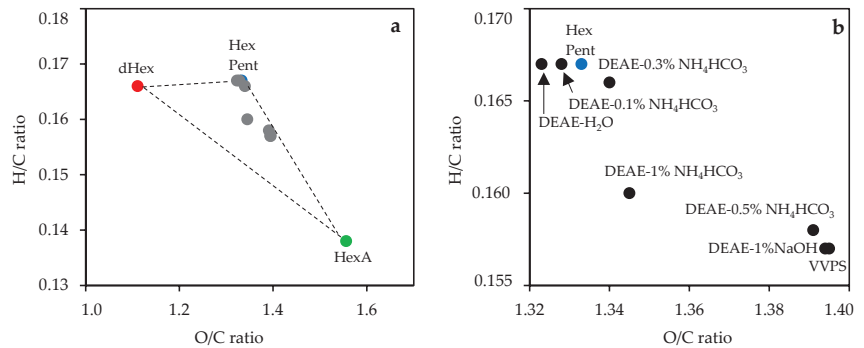 0.18
0.17
0.16
0.15
0.14
0.13
H/C ratio
a
dHex
Hex
Pent
HexA
1.0
1.2
1.4
1.6
O/C ratio
0.170
0.165
0.160
0.155
H/C ratio
b
Hex
Pent
DEAE-0.3% NH₄HCO₃
DEAE-0.1% NH₄HCO₃
DEAE-H₂O
DEAE-1% NH₄HCO₃
DEAE-0.5% NH₄HCO₃
DEAE-1%NaOH
VVPS
1.32
1.34
1.36
1.38
1.40
O/C ratio